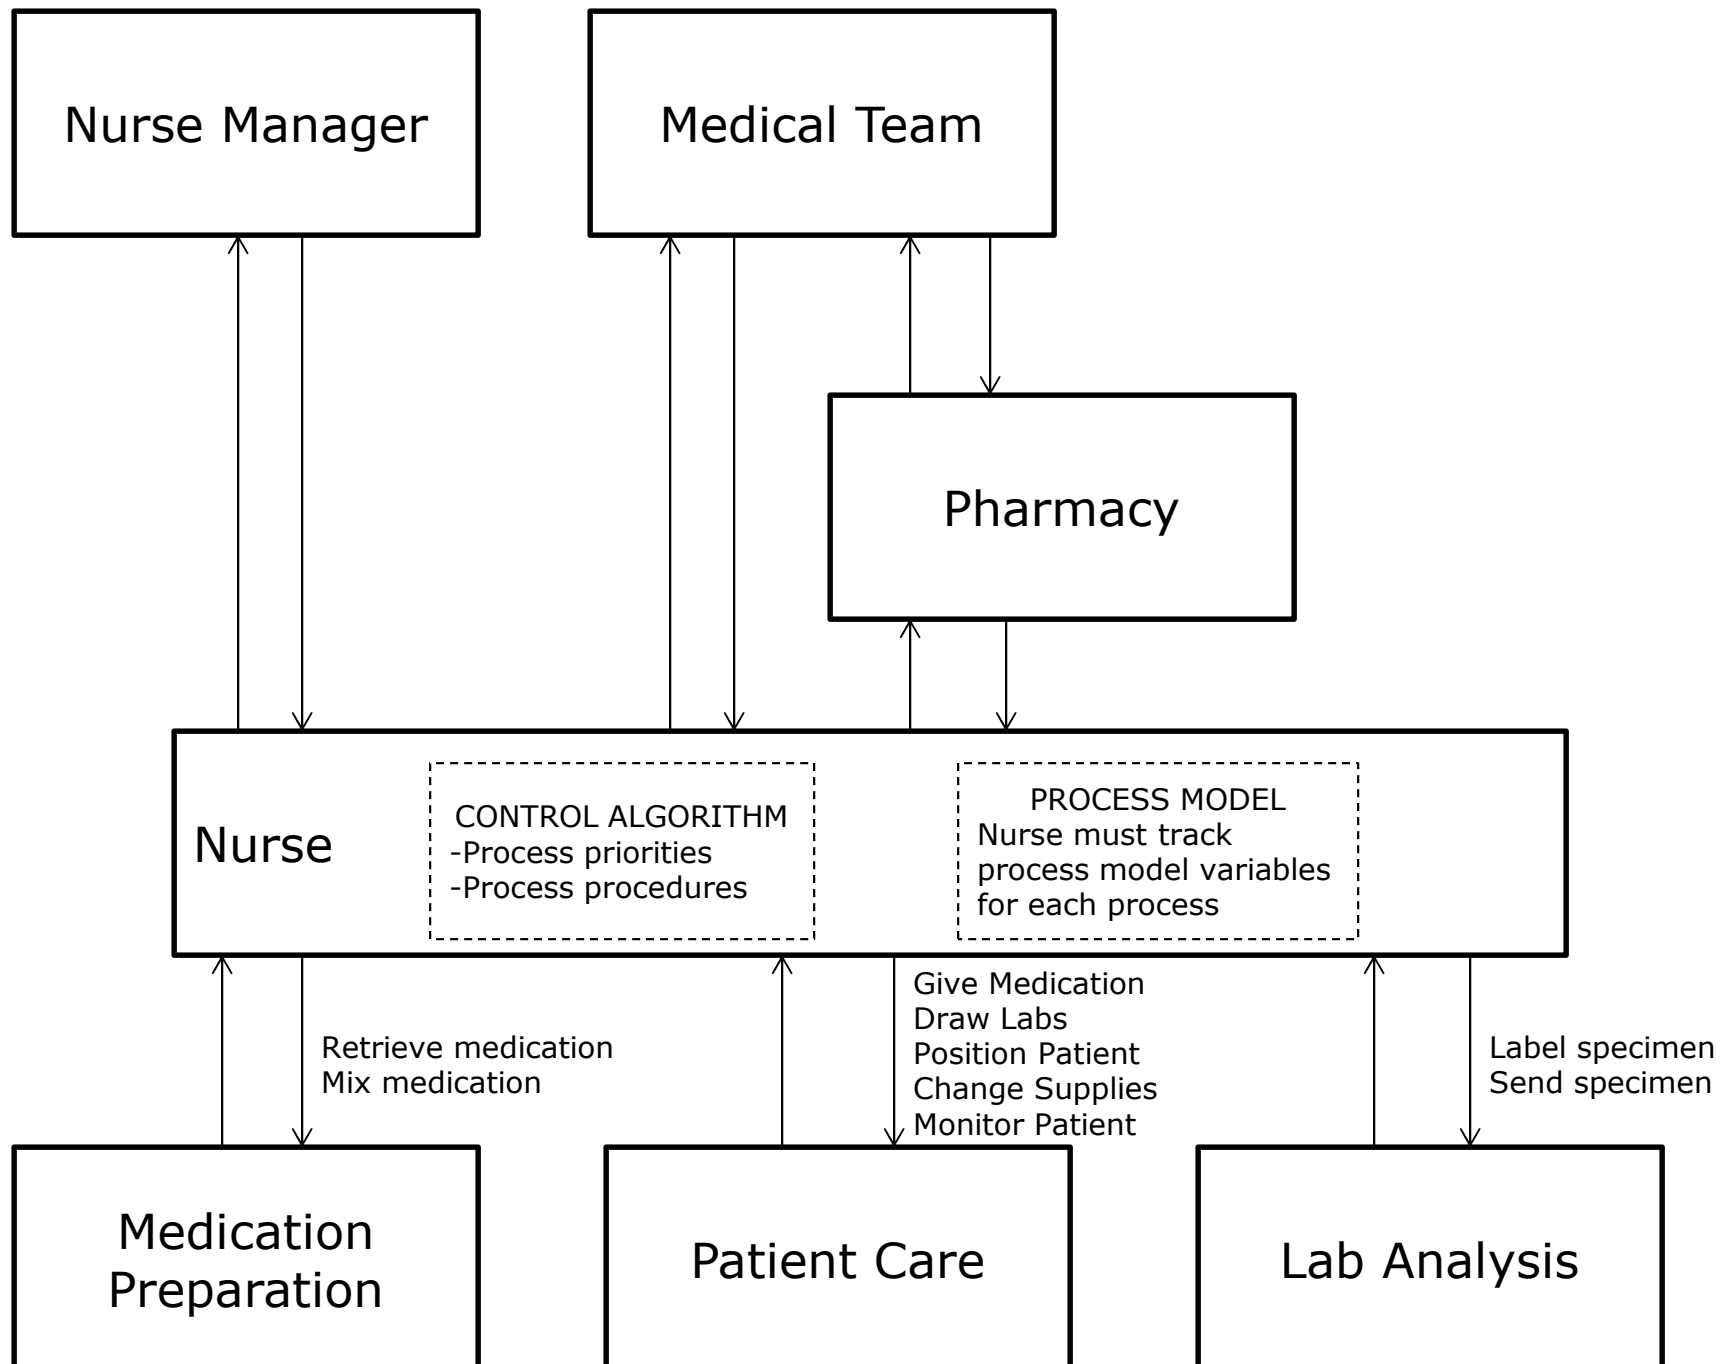 Nurse Manager
Medical Team
Pharmacy
Nurse
CONTROL ALGORITHM
-Process priorities
-Process procedures
PROCESS MODEL
Nurse must track
process model variables
for each process
Retrieve medication
Mix medication
Give Medication
Draw Labs
Position Patient
Change Supplies
Monitor Patient
Label specimen
Send specimen
Medication
Preparation
Patient Care
Lab Analysis